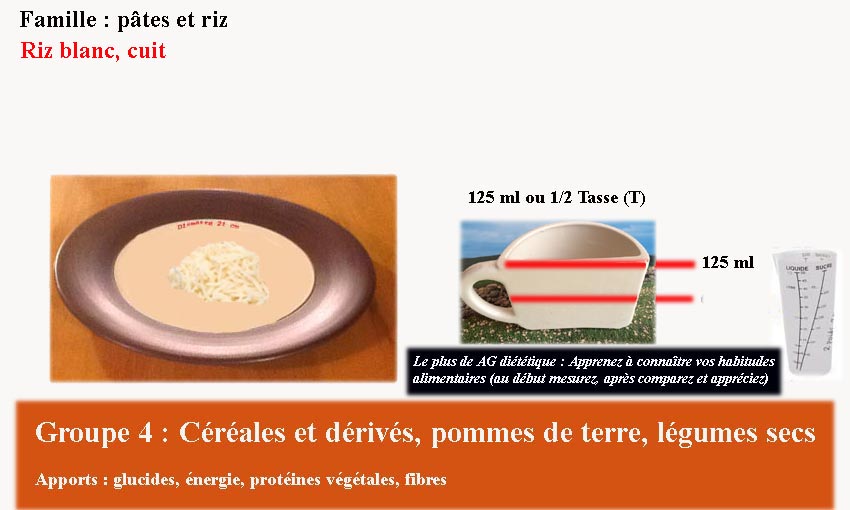 Famille : pâtes et riz
Riz blanc, cuit
Diamètre 21 cm
125 ml ou 1/2 Tasse (T)
125 ml
LIQUIDE SUCRE
Le plus de AG diététique : Apprenez à connaître vos habitudes
alimentaires (au début mesurez, après comparez et appréciez)
Groupe 4 : Céréales et dérivés, pommes de terre, légumes secs
Apports : glucides, énergie, protéines végétales, fibres